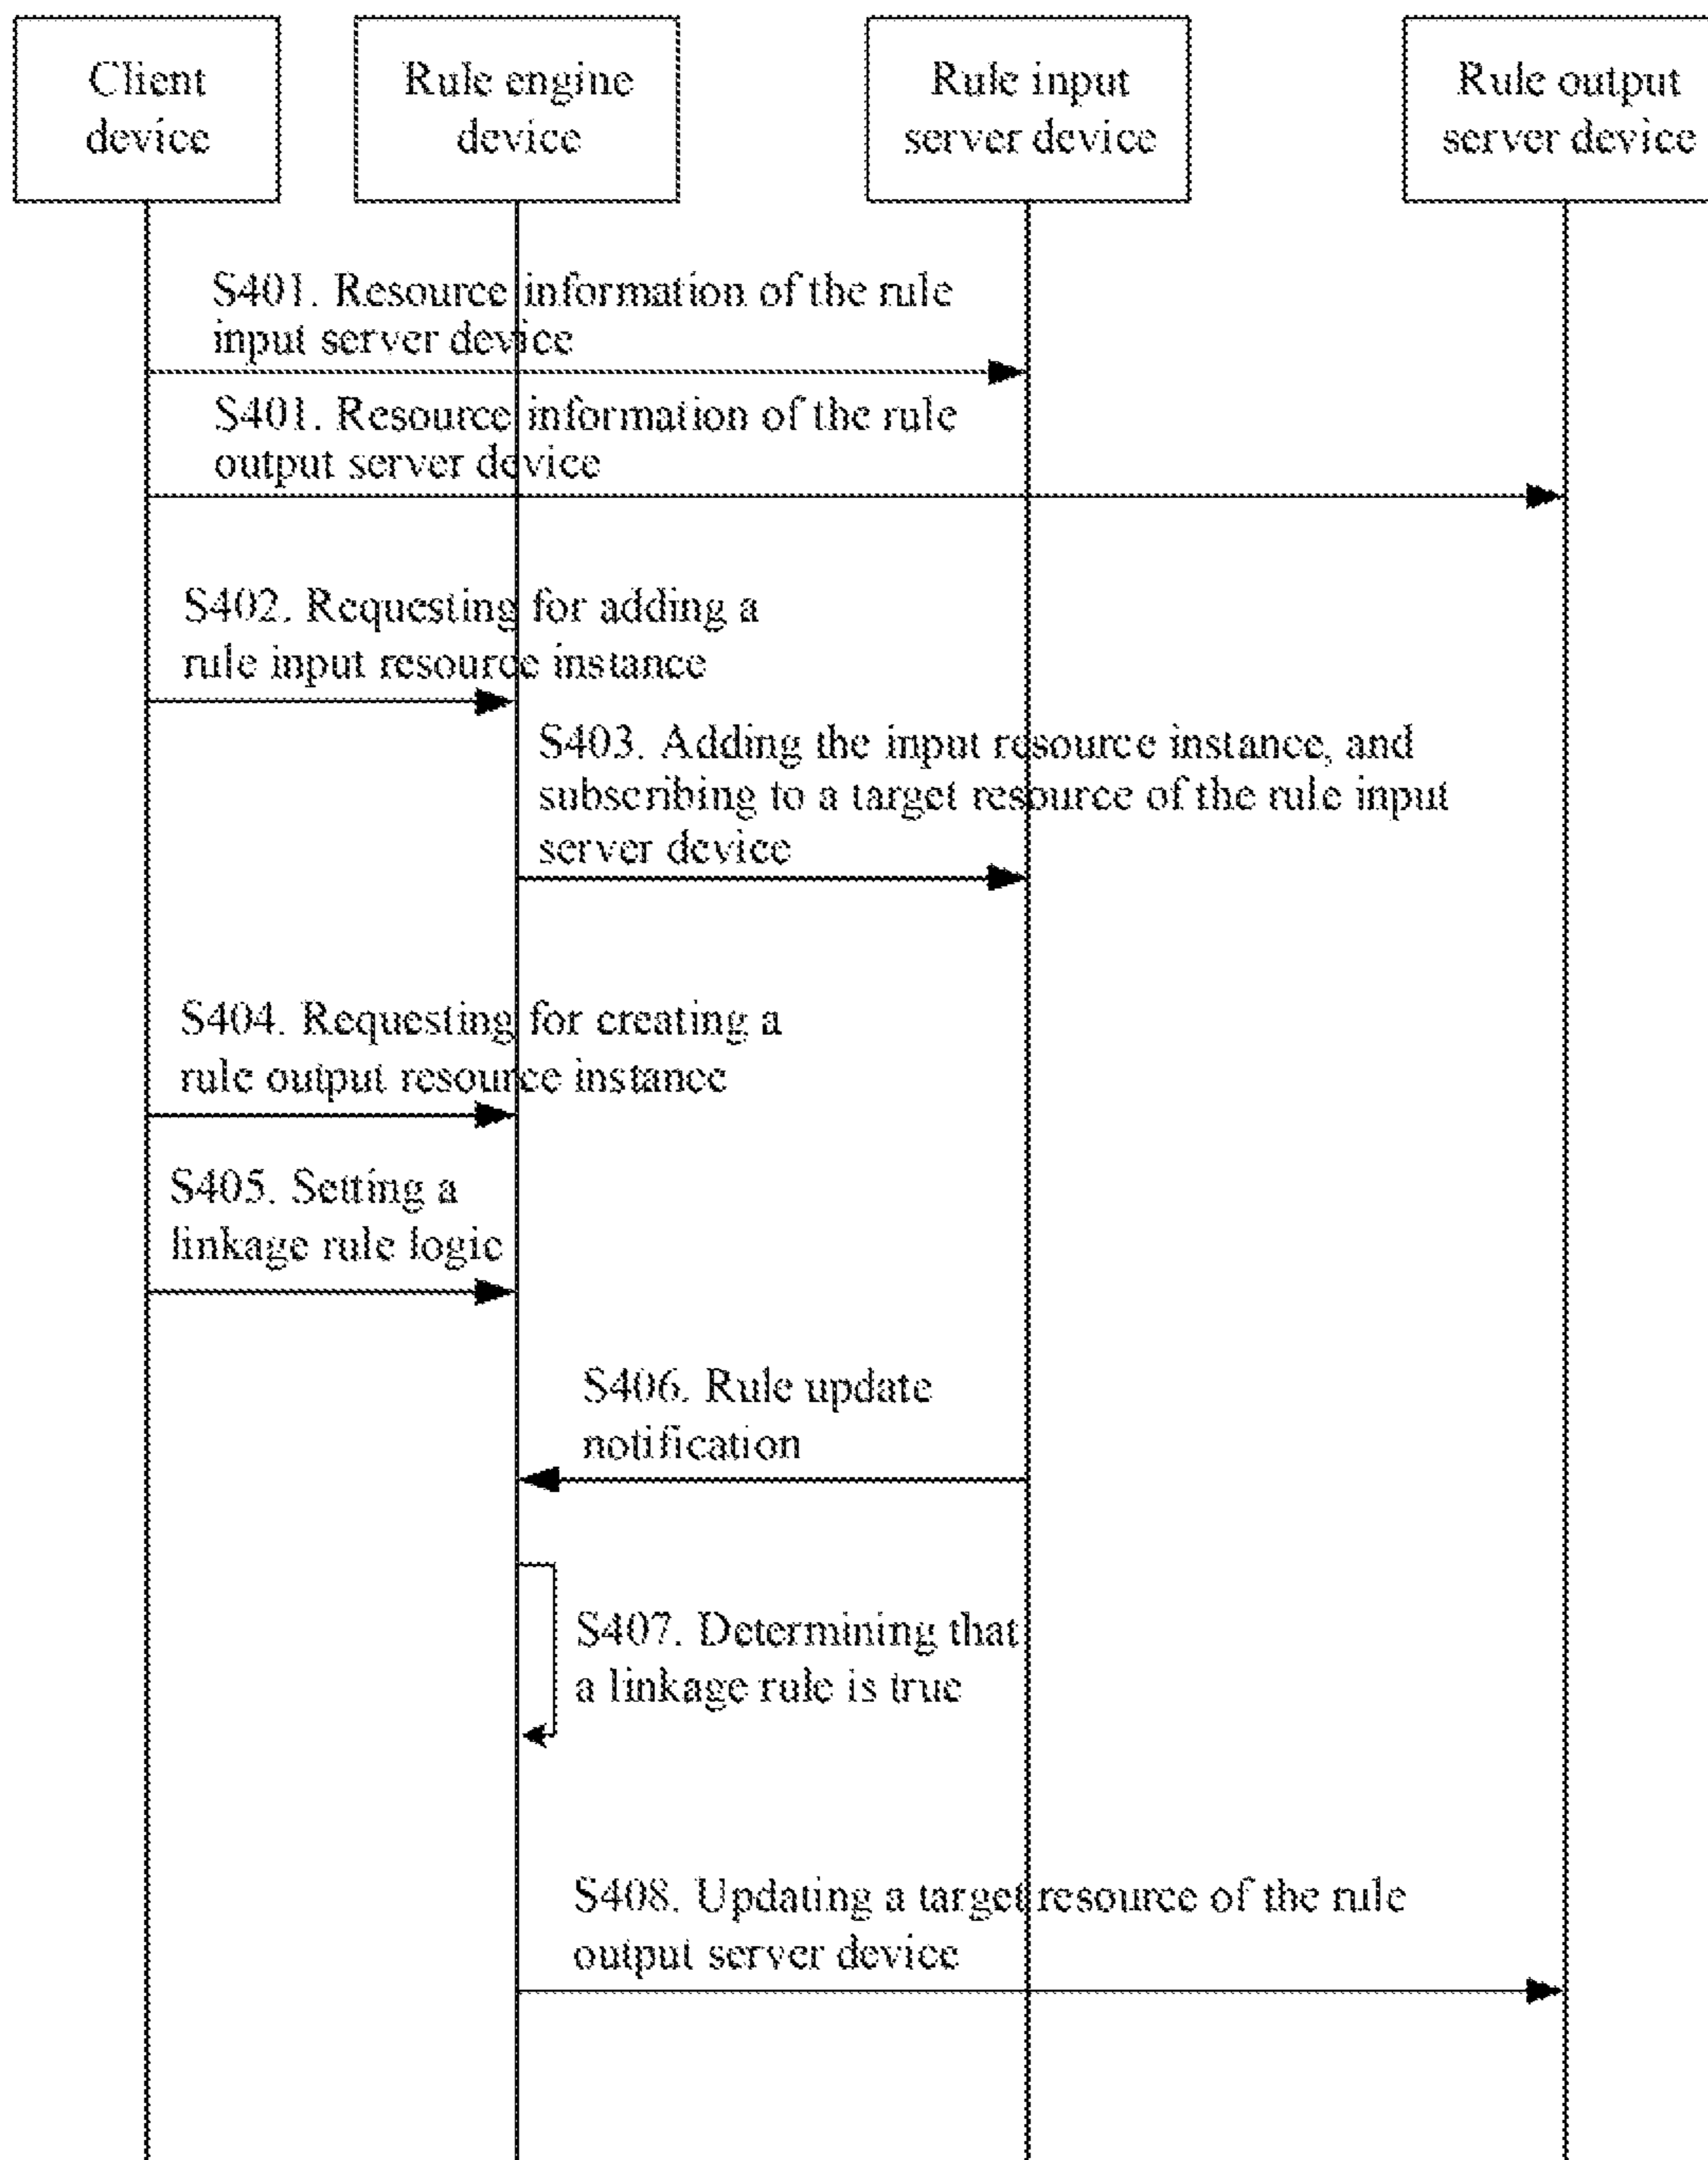 Client
device
Rule engine
device
Rule input
server device
Rule output
server device
S401. Resource information of the rule
input server device
S401. Resource information of the rule
output server device
S402. Requesting for adding a
rule input resource instance
S403. Adding the input resource instance, and
subscribing to a target resource of the rule input
server device
S404. Requesting for creating a
rule output resource instance
S405. Setting a
linkage rule logic
S406. Rule update
notification
S407. Determining that
a linkage rule is true
S408. Updating a target resource of the rule
output server device